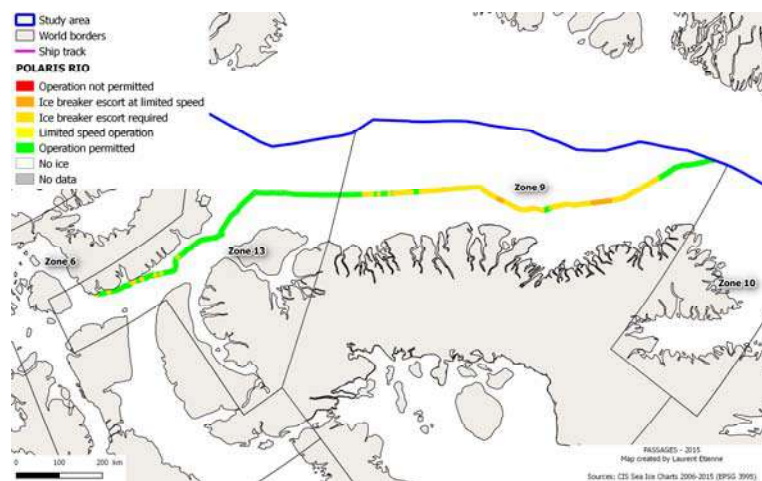 Study area
World borders
Ship track
POLARIS RIO
Operation not permitted
Ice breaker escort at limited speed
Ice breaker escort required
Limited speed operation
Operation permitted
No ice
No data
Zone 9
Zone 6
Zone 13
Zone 10
0 100 200 km
PASSAGES - 2015
Map created by Laurent Etienne
Sources: CIS Sea Ice Charts 2006-2015 (EPSG 3995)